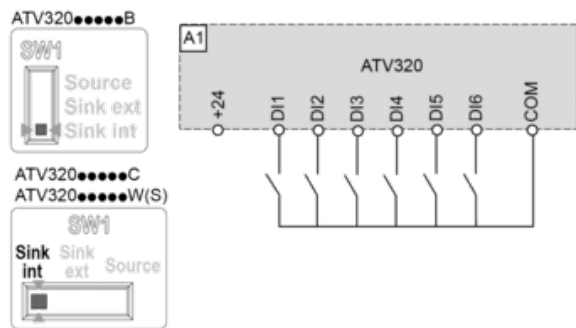 ATV320●●●●●B
SW1
Source
Sink ext
Sink int
ATV320●●●●●C
ATV320●●●●●W(S)
SW1
Sink int
Sink ext
Source
A1
ATV320
+24
DI1
DI2
DI3
DI4
DI5
DI6
COM